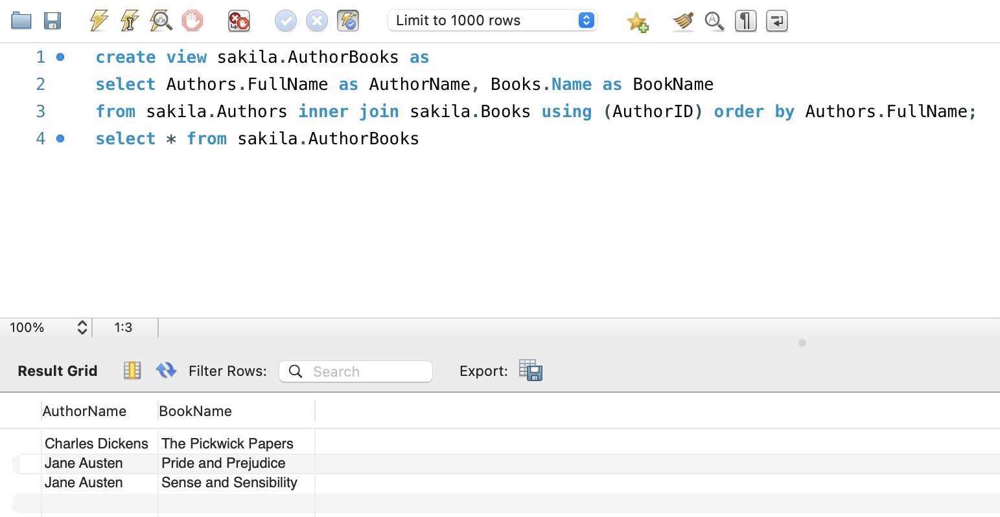 Limit to 1000 rows
1 create view sakila.AuthorBooks as
2 select Authors.FullName as AuthorName, Books.Name as BookName
3 from sakila.Authors inner join sakila.Books using (AuthorID) order by Authors.FullName;
4 select * from sakila.AuthorBooks
100% 1:3
Result Grid Filter Rows: Search Export:
AuthorName BookName
Charles Dickens The Pickwick Papers
Jane Austen Pride and Prejudice
Jane Austen Sense and Sensibility